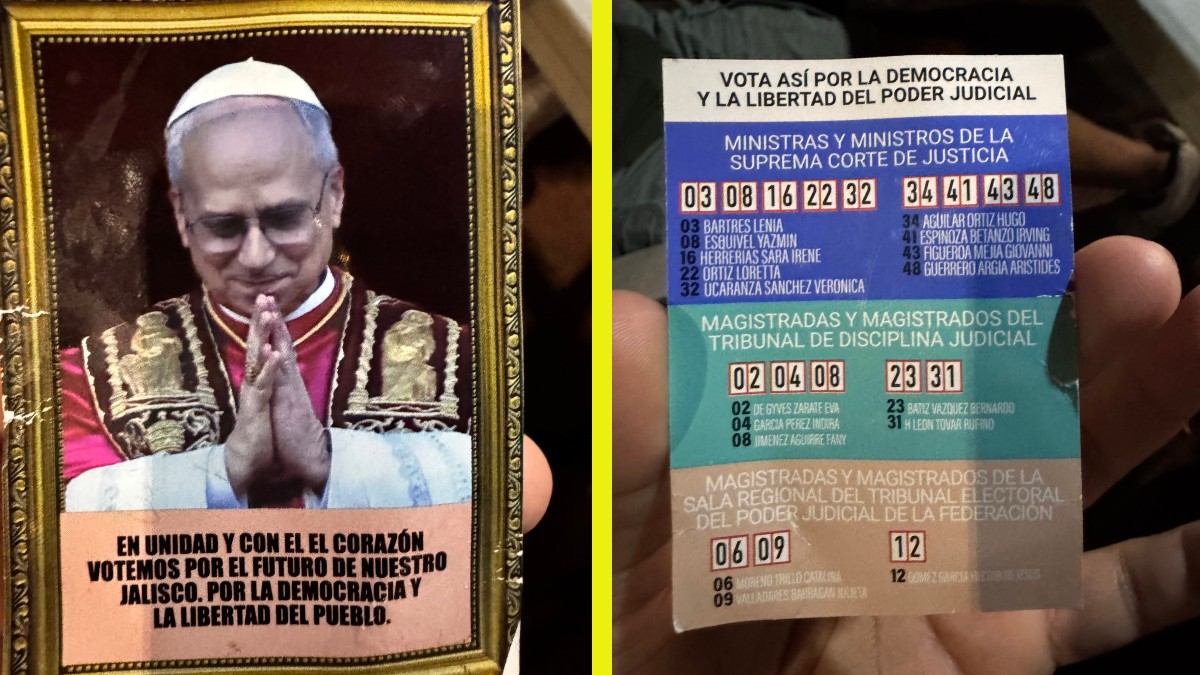 EN UNIDAD Y CON EL EL CORAZÓN
VOTEMOS POR EL FUTURO DE NUESTRO
JALISCO. POR LA DEMOCRACIA Y
LA LIBERTAD DEL PUEBLO.
VOTA ASÍ POR LA DEMOCRACIA
Y LA LIBERTAD DEL PODER JUDICIAL
MINISTRAS Y MINISTROS DE LA
SUPREMA CORTE DE JUSTICIA
03 08 16 22 32
03 BARTRES LENIA
08 ESQUIVEL YAZMIN
16 HERRERIAS SARA IRENE
22 ORTIZ LORETTA
32 UCARANZA SANCHEZ VERONICA
34 41 43 48
34 AGUILAR ORTIZ HUGO
41 ESPINOZA BETANZO IRVING
43 FIGUEROA MEJIA GIOVANNI
48 GUERRERO ARGIA ARISTIDES
MAGISTRADAS Y MAGISTRADOS DEL
TRIBUNAL DE DISCIPLINA JUDICIAL
02 04 08
02 DE GYVES ZARATE EVA
04 GARCIA PEREZ INDIRA
08 JIMENEZ AGUIRRE FANY
23 31
23 BATIZ VAZQUEZ BERNARDO
31 H LEON TOVAR RUFINO
MAGISTRADAS Y MAGISTRADOS DE LA
SALA REGIONAL DEL TRIBUNAL ELECTORAL
DEL PODER JUDICIAL DE LA FEDERACIÓN
06 09
06 MORENO TRILLO CATALINA
09 VALLADARES BARRAGAN JULIETA
12
12 GOMEZ GARCIA